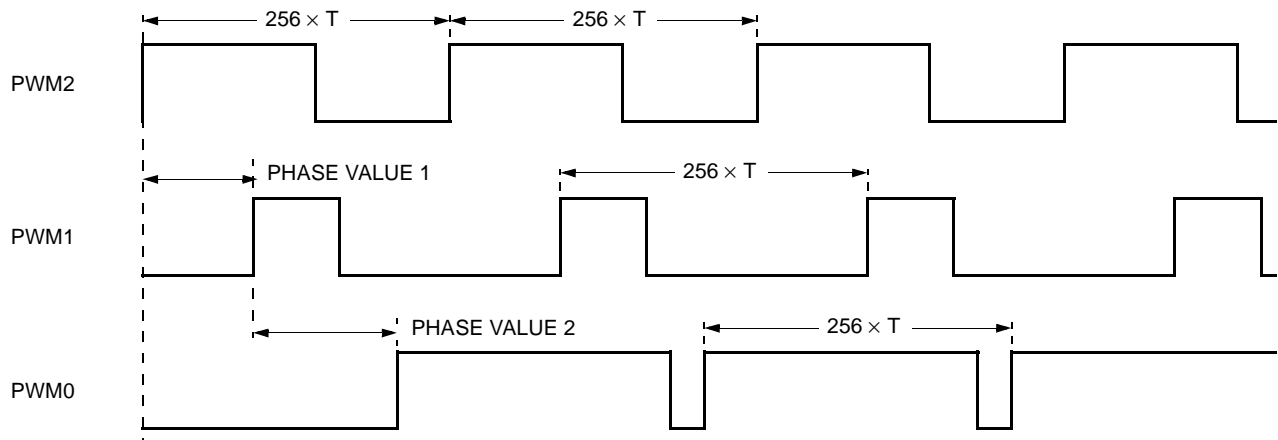 256 × T 256 × T
PWM2
PHASE VALUE 1 256 × T
PWM1
PHASE VALUE 2 256 × T
PWM0